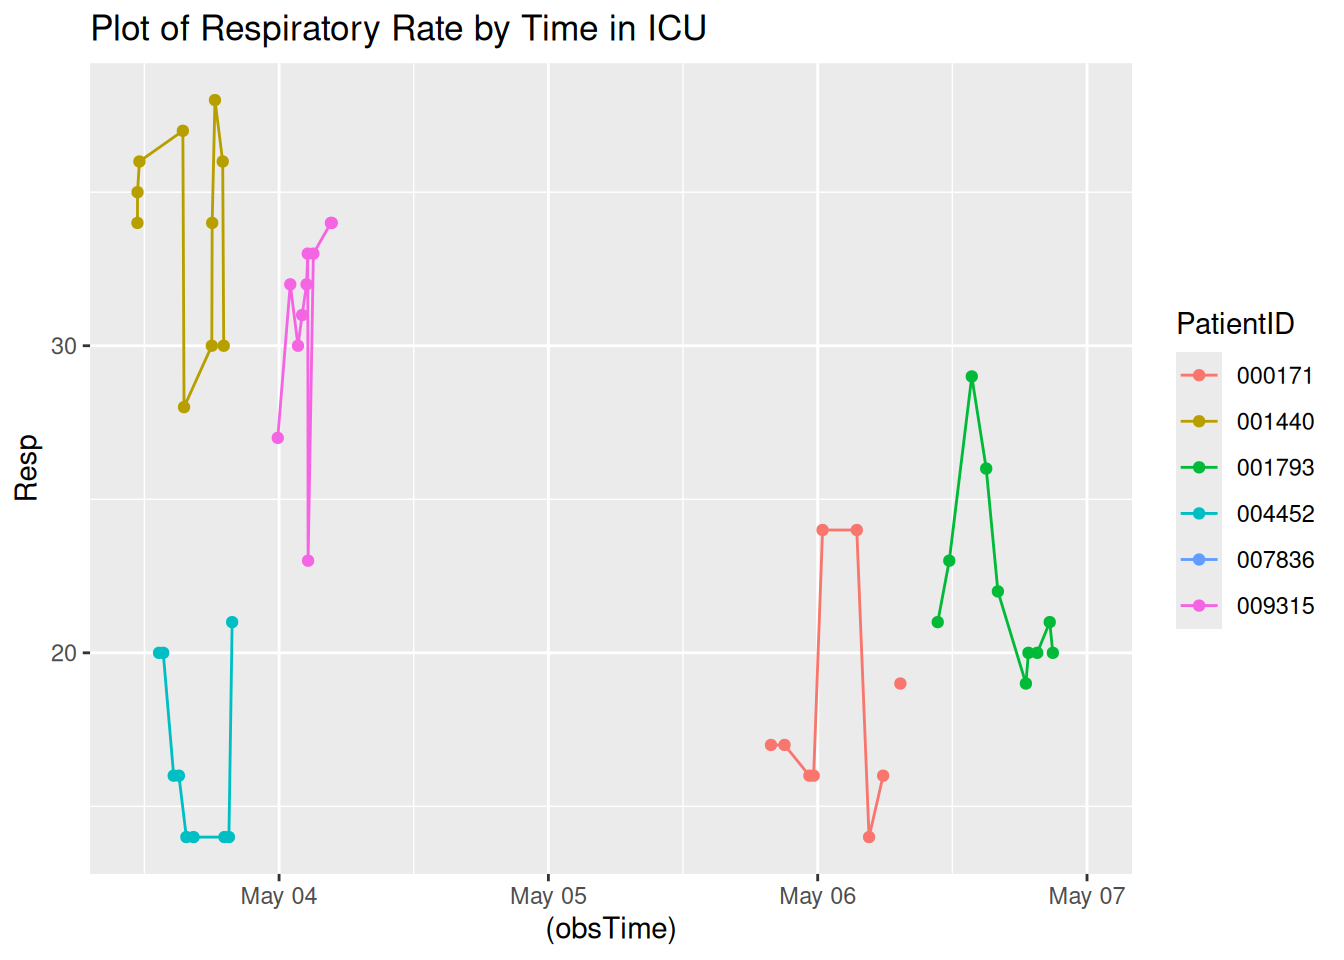 Plot of Respiratory Rate by Time in ICU
Resp
30
20
May 04
May 05
May 06
May 07
(obsTime)
PatientID
000171
001440
001793
004452
007836
009315